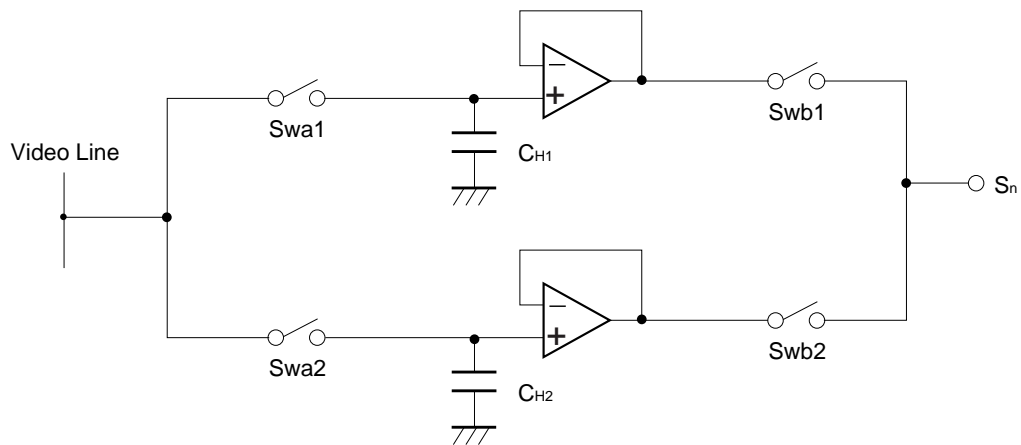 Swa1
Swb1
Video Line
CH1
Sn
Swa2
Swb2
CH2
−
+
−
+